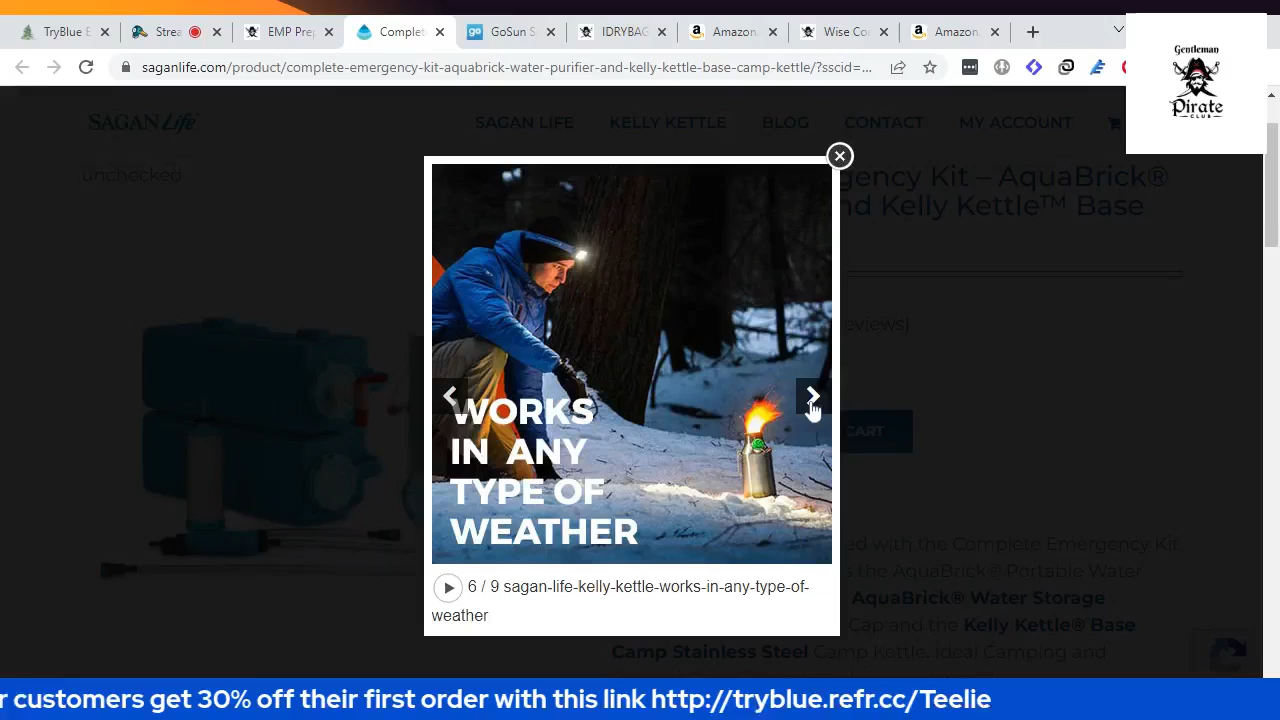 TryBlue E
Strea
EMP Prep
Complet
GoSun S
IDRYBAG
Amazon
Wise Co
Amazon
saganlife.com/product/complete-emergency-kit-aquabrick-water-purifier-and-kelly-kettle-base-camp-kettle/?sscid=...
Gentleman
Pirate
CLUB
SAGAN Life
SAGAN LIFE
KELLY KETTLE
BLOG
CONTACT
MY ACCOUNT
unchecked
gency Kit – AquaBrick®
nd Kelly Kettle™ Base
eviews)
CART
WORKS
IN ANY
TYPE OF
WEATHER
6 / 9 sagan-life-kelly-kettle-works-in-any-type-of-
weather
ed with the Complete Emergency Kit
s the AquaBrick® Portable Water
AquaBrick® Water Storage
Cap and the Kelly Kettle® Base
Camp Stainless Steel Camp Kettle. Ideal Camping and
r customers get 30% off their first order with this link http://tryblue.refr.cc/Teelie